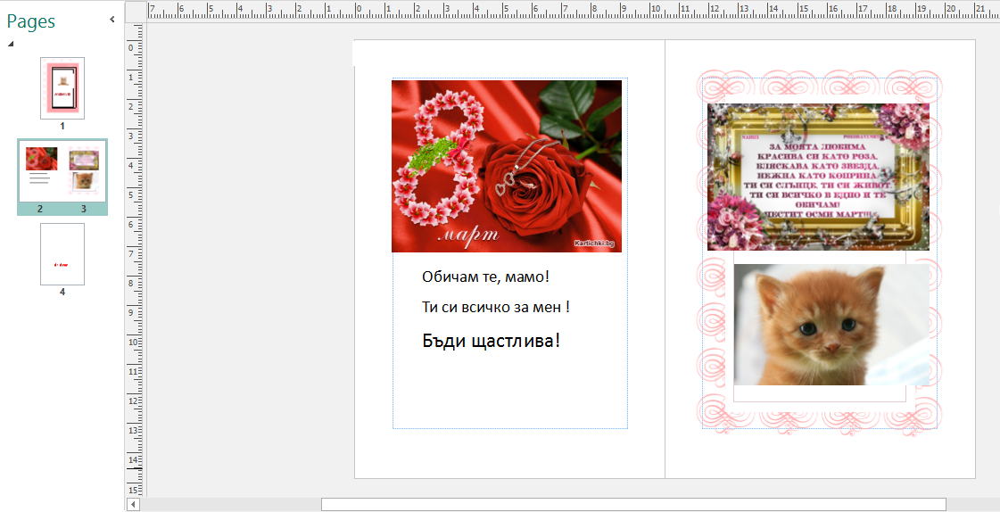 Pages
7 6 5 4 3 2 1 0 1 2 3 4 5 6 7 8 9 10 11 12 13 14 15 16 17 18 19 20 21
0
1
2
3
4
5
6
7
8
9
10
11
12
13
14
15
1
2 3
4
март
Kartichki.bg
Обичам те, мамо!
Ти си всичко за мен !
Бъди щастлива!
ЗА МОЯТА ЛЮБИМА
КРАСИВА СИ КАТО РОЗА,
БЛЯСКАВА КАТО ЗВЕЗДА,
НЕЖНА КАТО КОПРИНА
ТИ СИ СЛЪНЦЕ, ТИ СИ ЖИВОТ
ТИ СИ ВСИЧКО В ЕДНО И ТЕ
ОБИЧАМ!
ЧЕСТИТ ОСМИ МАРТ!!!